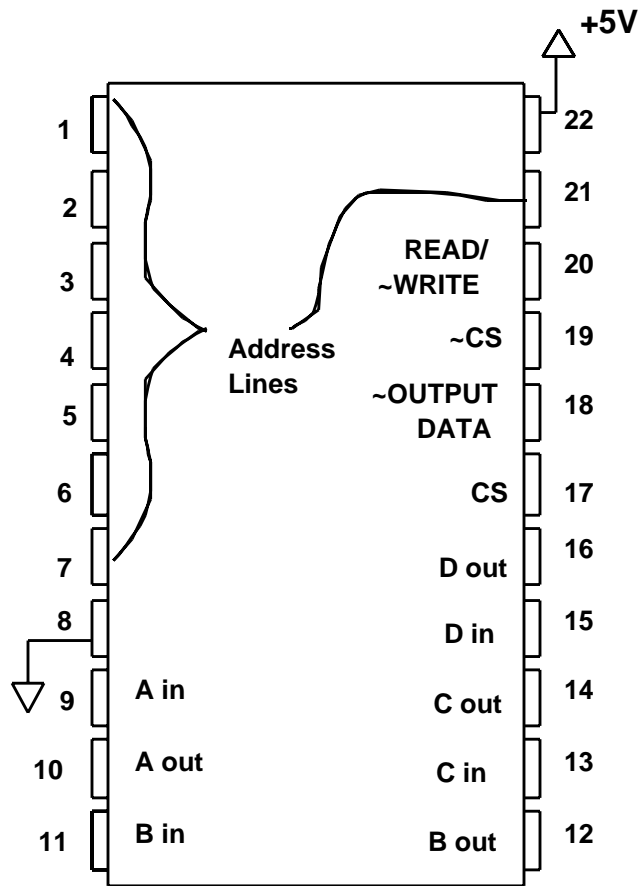 +5V
1
2
3
4
5
6
7
8
9
10
11
Address
Lines
A in
A out
B in
READ/
~WRITE
~CS
~OUTPUT
DATA
CS
D out
D in
C out
C in
B out
22
21
20
19
18
17
16
15
14
13
12